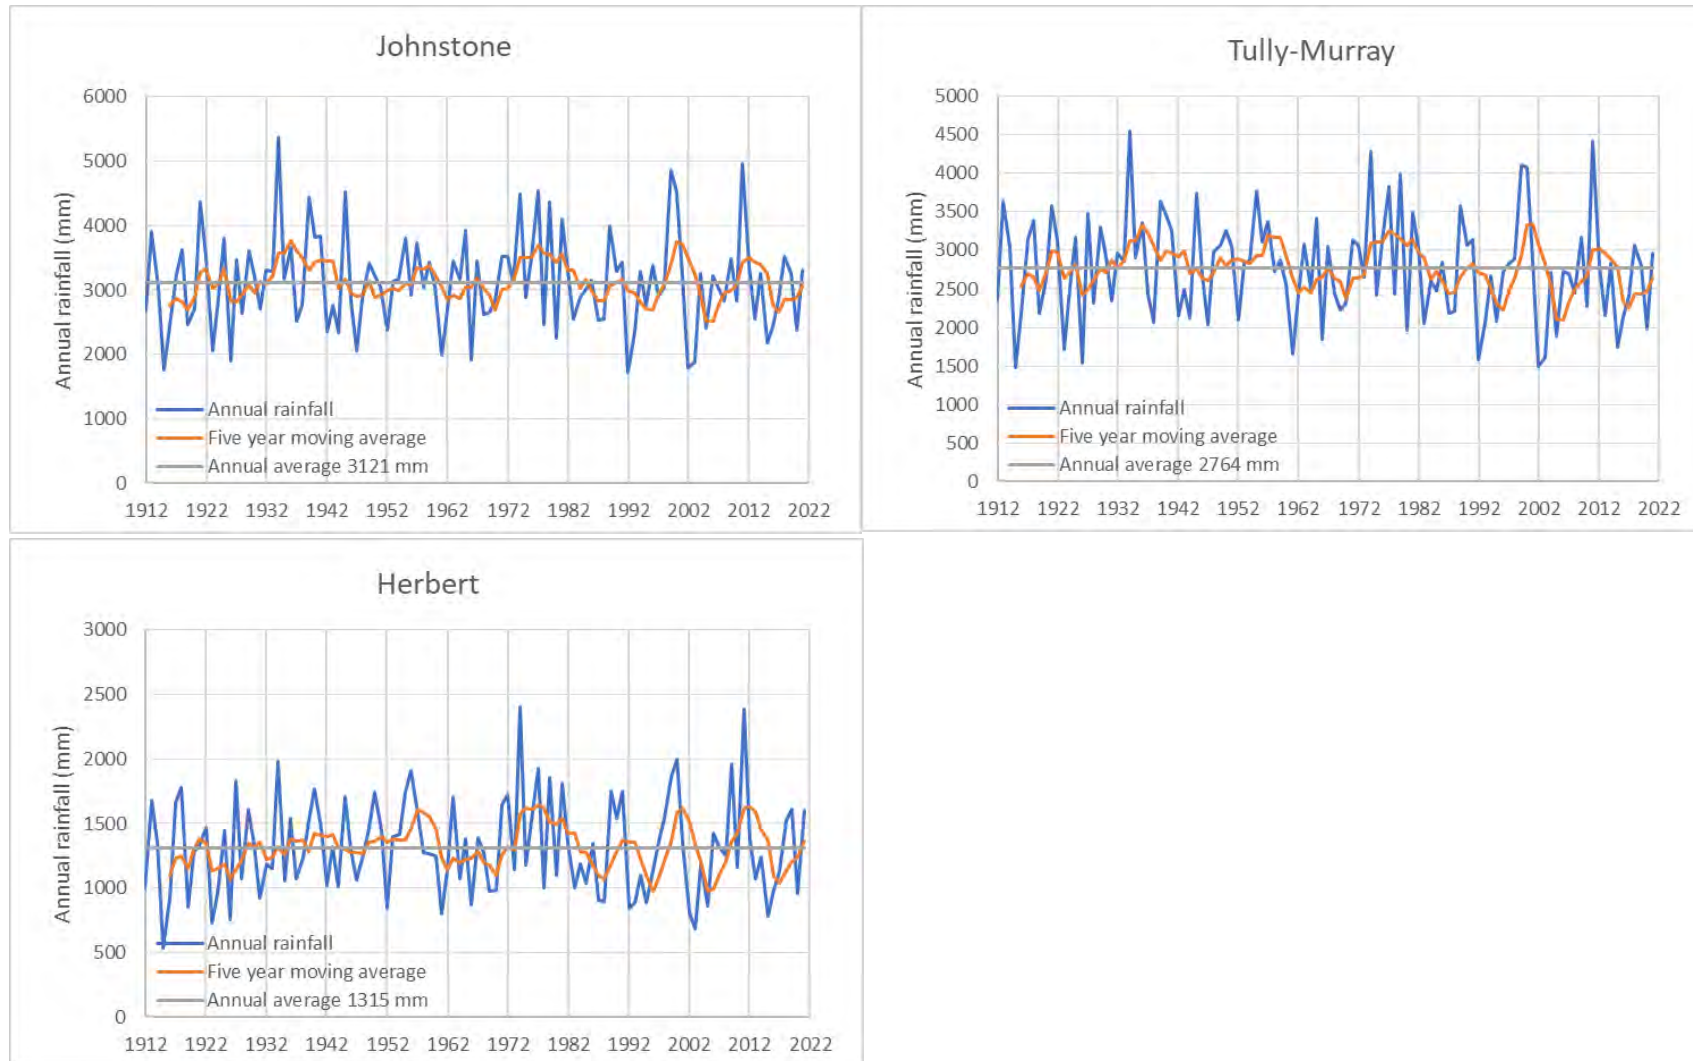 Johnstone
Annual rainfall (mm)
6000
5000
4000
3000
2000
1000
0
Annual rainfall
Five year moving average
Annual average 3121 mm
1912 1922 1932 1942 1952 1962 1972 1982 1992 2002 2012 2022
Tully-Murray
Annual rainfall (mm)
5000
4500
4000
3500
3000
2500
2000
1500
1000
500
0
Annual rainfall
Five year moving average
Annual average 2764 mm
1912 1922 1932 1942 1952 1962 1972 1982 1992 2002 2012 2022
Herbert
Annual rainfall (mm)
3000
2500
2000
1500
1000
500
0
Annual rainfall
Five year moving average
Annual average 1315 mm
1912 1922 1932 1942 1952 1962 1972 1982 1992 2002 2012 2022